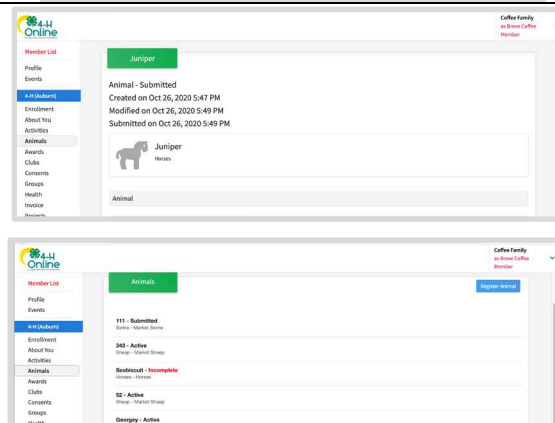 4-H
Online
Coffee Family
as Breve Coffee
Member
Member List
Profile
Events
4-H (Auburn)
Enrollment
About You
Activities
Animals
Awards
Clubs
Consents
Groups
Health
Invoice
Projects
Juniper
Animal - Submitted
Created on Oct 26, 2020 5:47 PM
Modified on Oct 26, 2020 5:49 PM
Submitted on Oct 26, 2020 5:49 PM
Juniper
Horses
Animal
4-H
Online
Coffee Family
as Breve Coffee
Member
Member List
Profile
Events
4-H (Auburn)
Enrollment
About You
Activities
Animals
Awards
Clubs
Consents
Groups
Health
Animals
Register Animal
111 - Submitted
Swine - Market Swine
343 - Active
Sheep - Market Sheep
Seabiscuit - Incomplete
Horses - Horses
52 - Active
Sheep - Market Sheep
Georgey - Active